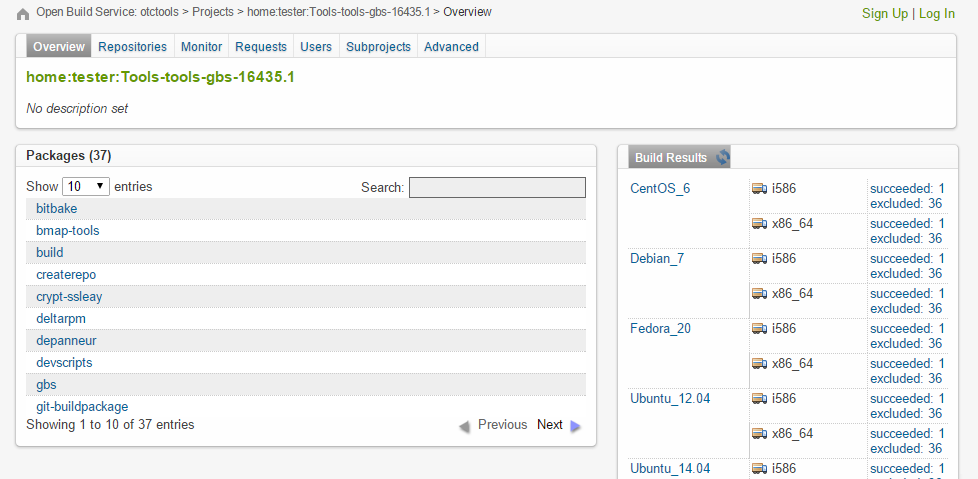 Open Build Service: otctools > Projects > home:tester:Tools-tools-gbs-16435.1 > Overview
Sign Up | Log In
Overview Repositories Monitor Requests Users Subprojects Advanced
home:tester:Tools-tools-gbs-16435.1
No description set
Packages (37)
Show 10 entries Search:
bitbake
bmap-tools
build
createrepo
crypt-ssleay
deltarpm
depanneur
devscripts
gbs
git-buildpackage
Showing 1 to 10 of 37 entries Previous Next
Build Results
CentOS_6 i586 succeeded: 1
excluded: 36
x86_64 succeeded: 1
excluded: 36
Debian_7 i586 succeeded: 1
excluded: 36
x86_64 succeeded: 1
excluded: 36
Fedora_20 i586 succeeded: 1
excluded: 36
x86_64 succeeded: 1
excluded: 36
Ubuntu_12.04 i586 succeeded: 1
excluded: 36
x86_64 succeeded: 1
excluded: 36
Ubuntu_14.04 i586 succeeded: 1